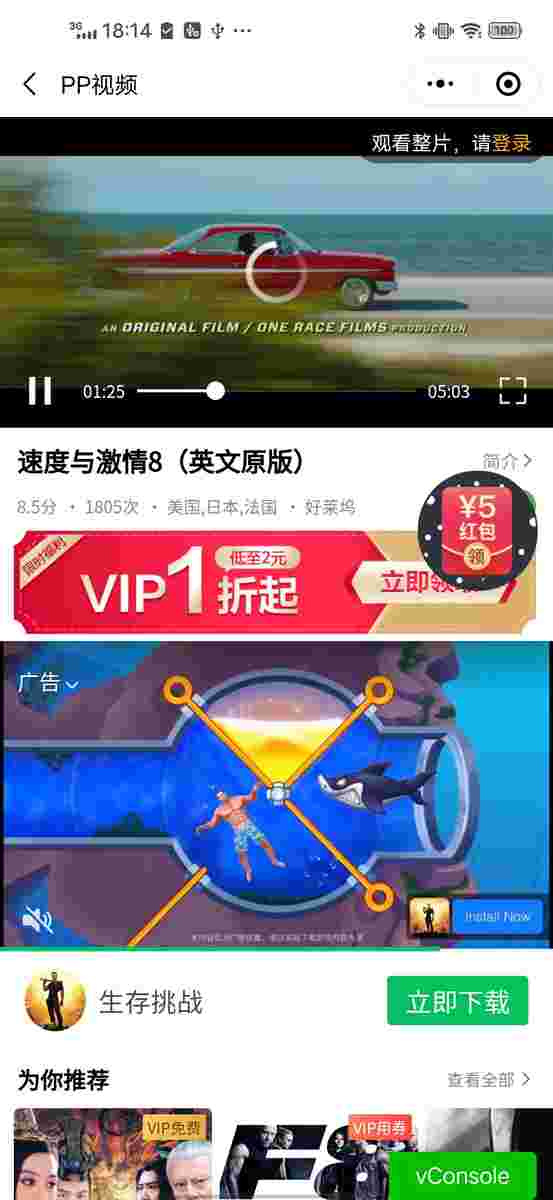 3G 18:14 100
PP视频
观看整片，请登录
AN ORIGINAL FILM / ONE RACE FILMS PRODUCTION
01:25 05:03
速度与激情8（英文原版）
简介
8.5分 · 1805次 · 美国,日本,法国 · 好莱坞
¥5
红包
领
限时福利
VIP1折起
低至2元
立即领
广告
Install Now
生存挑战
立即下载
为你推荐
查看全部
VIP免费
VIP用券
F8
vConsole